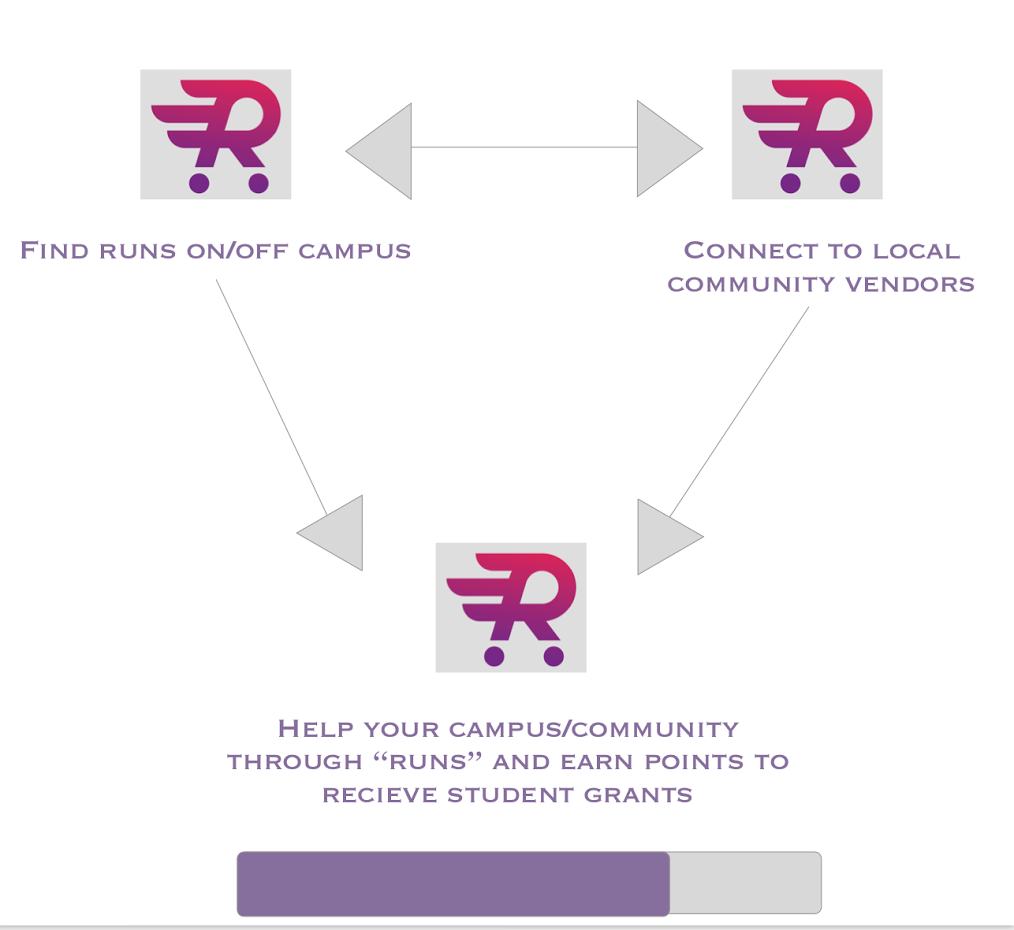 Find runs on/off campus
Connect to local
community vendors
Help your campus/community
through “runs” and earn points to
recieve student grants